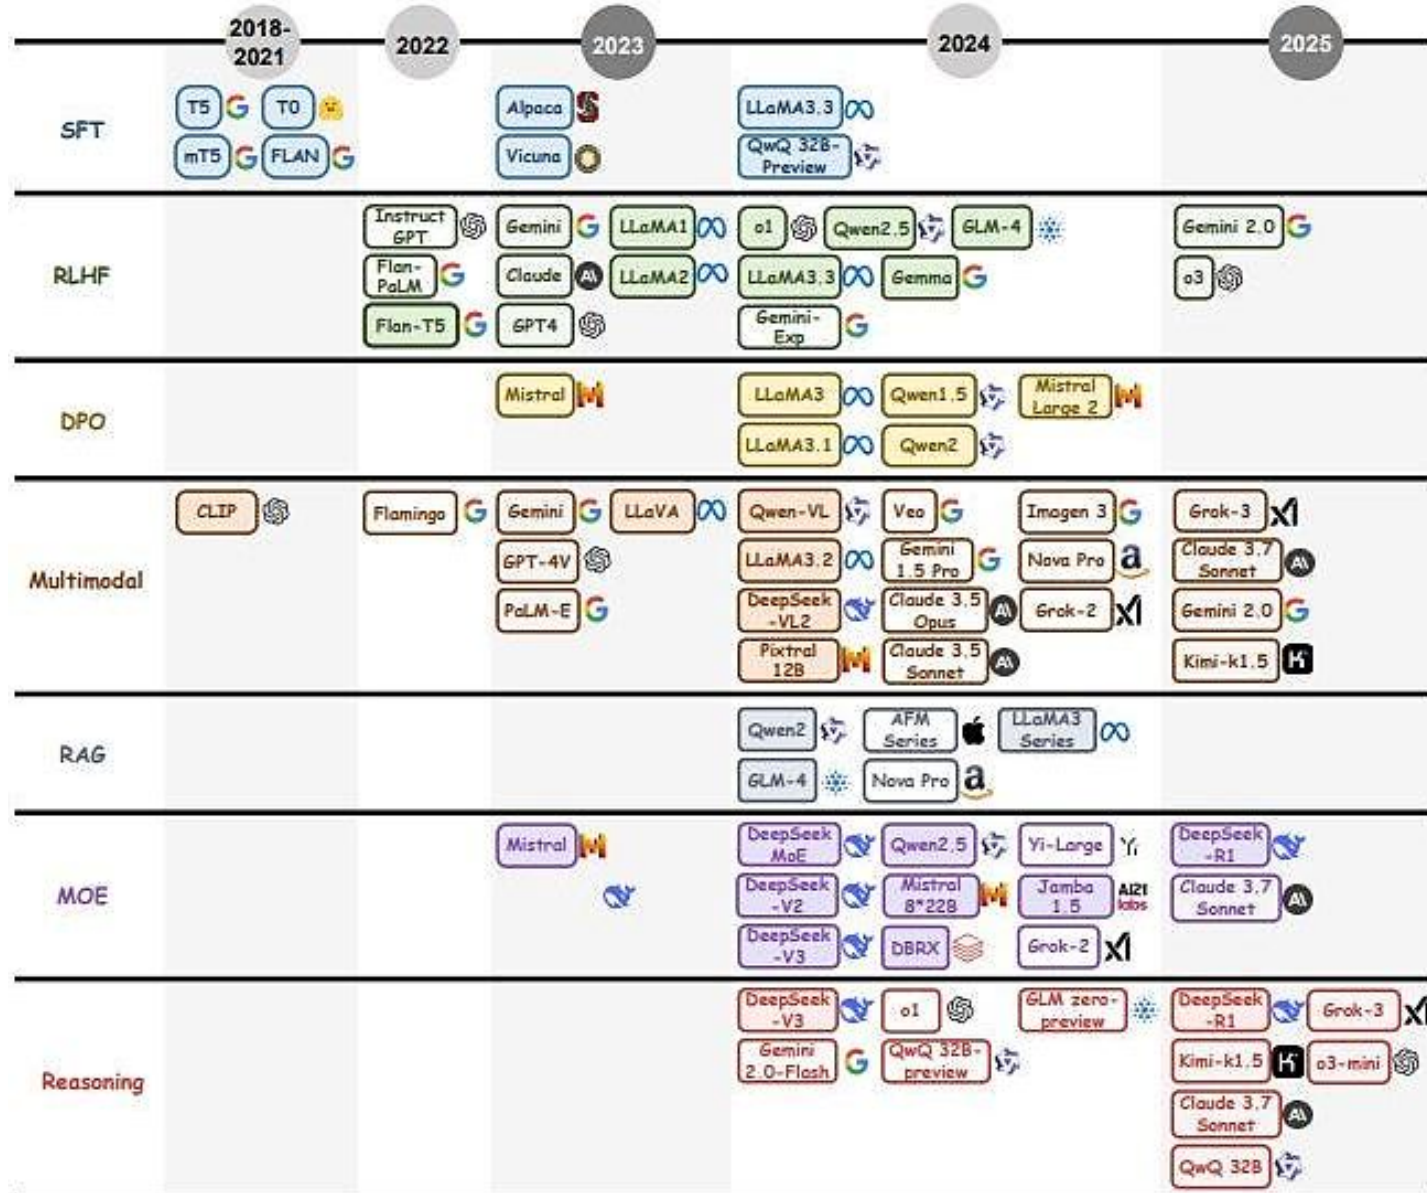 2018-
2021
2022
2023
2024
2025
SFT
T5
T0
mT5
FLAN
Alpaca
Vicuna
LLaMA3.3
QwQ 32B-
Preview
RLHF
Instruct
GPT
Flan-
PaLM
Flan-T5
Gemini
LLaMA1
Claude
LLaMA2
GPT4
o1
Qwen2.5
GLM-4
LLaMA3.3
Gemma
Gemini-
Exp
Gemini 2.0
o3
DPO
Mistral
LLaMA3
Qwen1.5
Mistral
Large 2
LLaMA3.1
Qwen2
Multimodal
CLIP
Flamingo
Gemini
LLaVA
GPT-4V
PaLM-E
Qwen-VL
Veo
Imagen 3
LLaMA3.2
Gemini
1.5 Pro
Nova Pro
DeepSeek
-VL2
Claude 3.5
Opus
Grok-2
Pixtral
12B
Claude 3.5
Sonnet
Grok-3
Claude 3.7
Sonnet
Gemini 2.0
Kimi-k1.5
RAG
Qwen2
AFM
Series
LLaMA3
Series
GLM-4
Nova Pro
MOE
Mistral
DeepSeek
MoE
Qwen2.5
Yi-Large
DeepSeek
-V2
Mistral
8*22B
Jamba
1.5
AI21
labs
DeepSeek
-V3
DBRX
Grok-2
DeepSeek
-R1
Claude 3.7
Sonnet
Reasoning
DeepSeek
-V3
o1
GLM zero-
preview
Gemini
2.0-Flash
QwQ 32B-
preview
DeepSeek
-R1
Grok-3
Kimi-k1.5
o3-mini
Claude 3.7
Sonnet
QwQ 32B